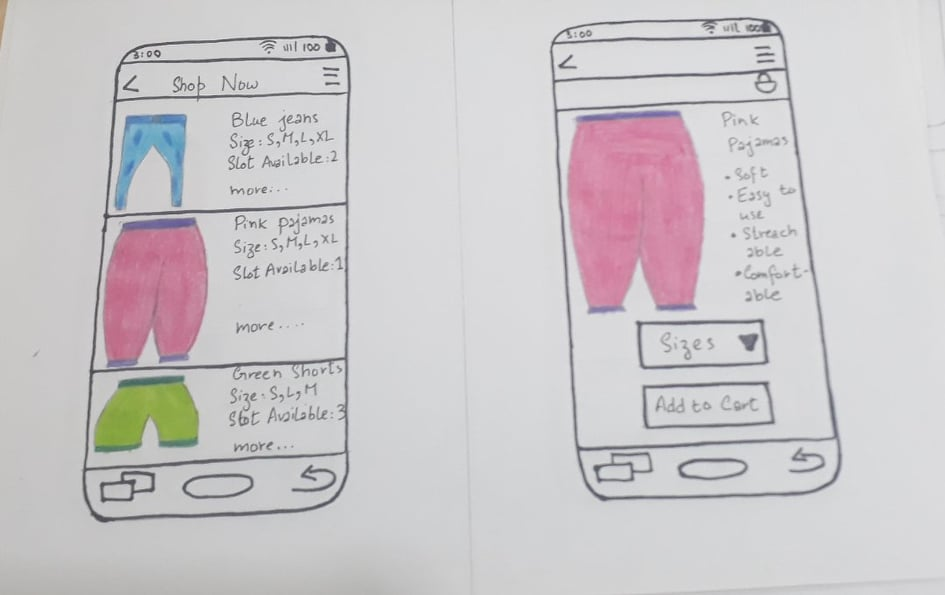 3:00 100
Shop Now
Blue jeans
Size: S, M, L, XL
Slot Available: 2
more...
Pink pajamas
Size: S, M, L, XL
Slot Available: 1
more....
Green Shorts
Size: S, L, M
Slot Available: 3
more...
3:00 100
Pink
Pajamas
• Soft
• Easy to
use
• Streach
able
• Comfort-
able
Sizes
Add to Cart